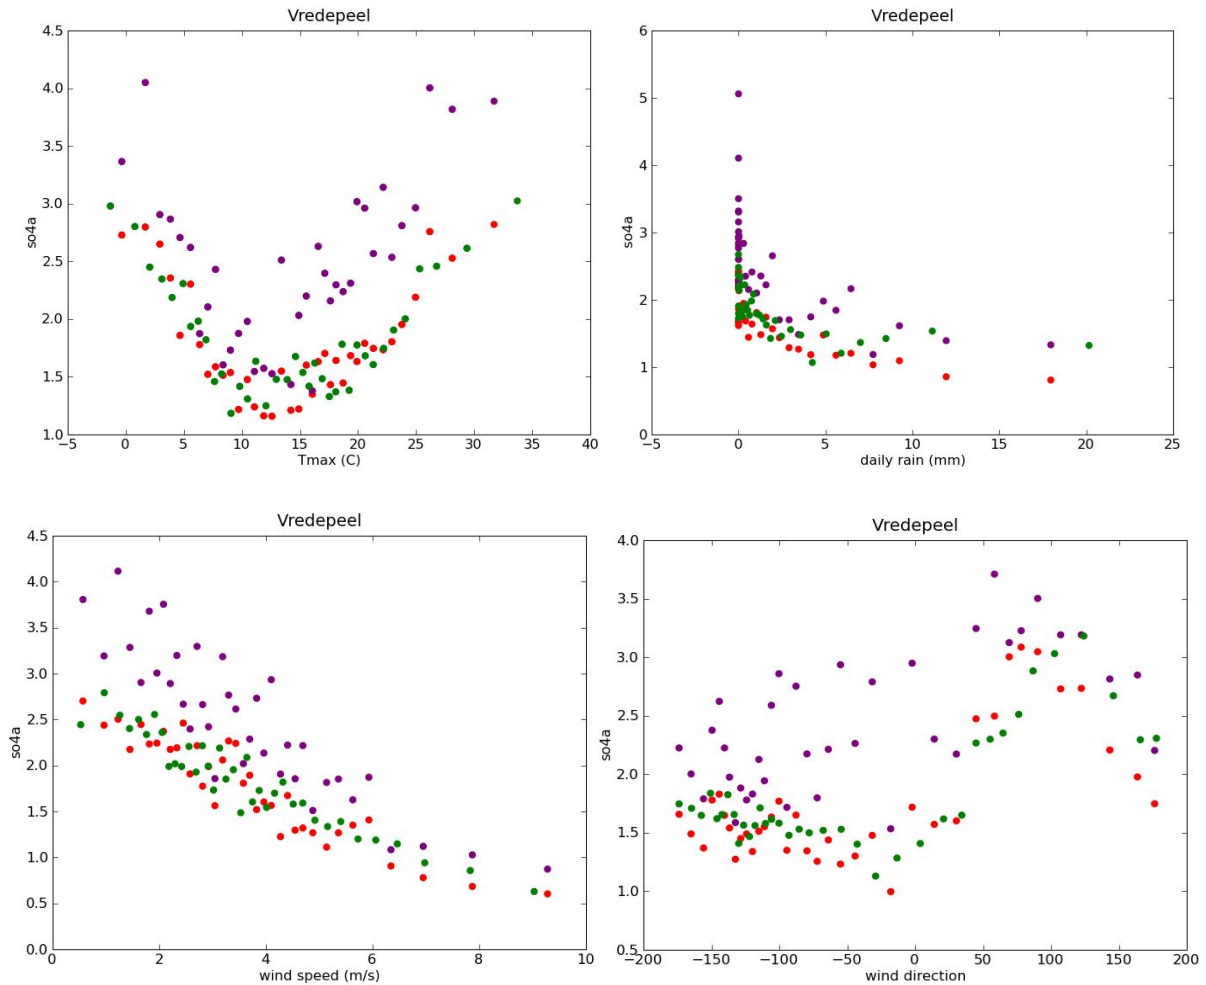 Vredepeel
4.5
4.0
3.5
3.0
2.5
2.0
1.5
1.0
so4a
−5 0 5 10 15 20 25 30 35 40
Tmax (C)
Vredepeel
6
5
4
3
2
1
0
so4a
−5 0 5 10 15 20 25
daily rain (mm)
Vredepeel
4.5
4.0
3.5
3.0
2.5
2.0
1.5
1.0
0.5
0.0
so4a
0 2 4 6 8 10
wind speed (m/s)
Vredepeel
4.0
3.5
3.0
2.5
2.0
1.5
1.0
0.5
so4a
−200 −150 −100 −50 0 50 100 150 200
wind direction